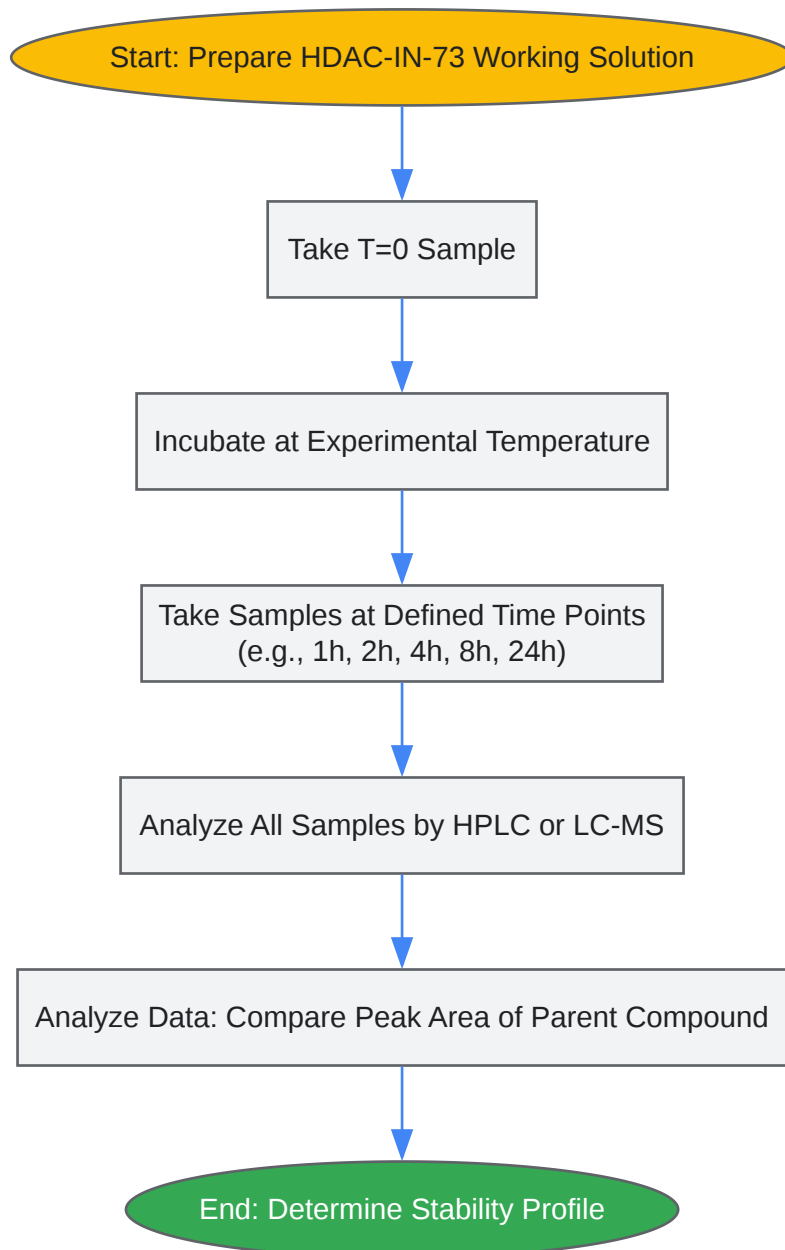 Start: Prepare HDAC-IN-73 Working Solution
Take T=0 Sample
Incubate at Experimental Temperature
Take Samples at Defined Time Points
(e.g., 1h, 2h, 4h, 8h, 24h)
Analyze All Samples by HPLC or LC-MS
Analyze Data: Compare Peak Area of Parent Compound
End: Determine Stability Profile